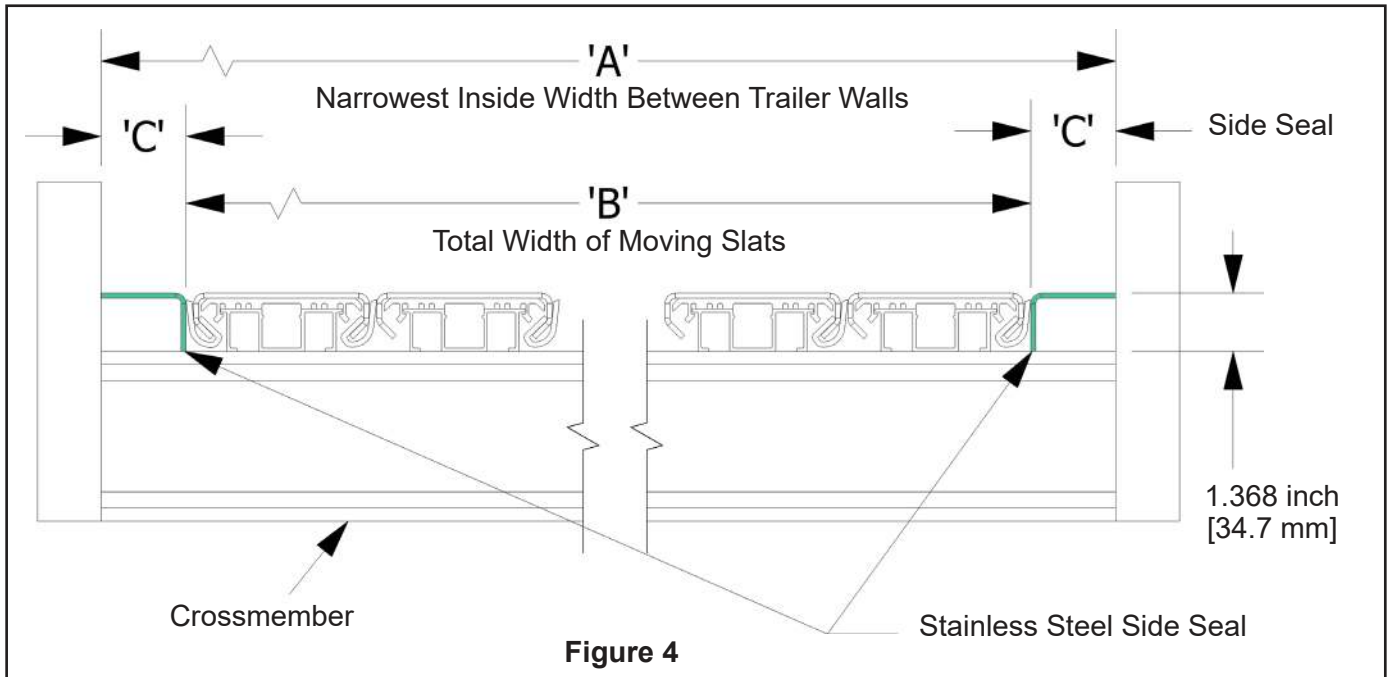 'A'
Narrowest Inside Width Between Trailer Walls
'C'
'C'
Side Seal
'B'
Total Width of Moving Slats
1.368 inch
[34.7 mm]
Crossmember
Stainless Steel Side Seal
Figure 4